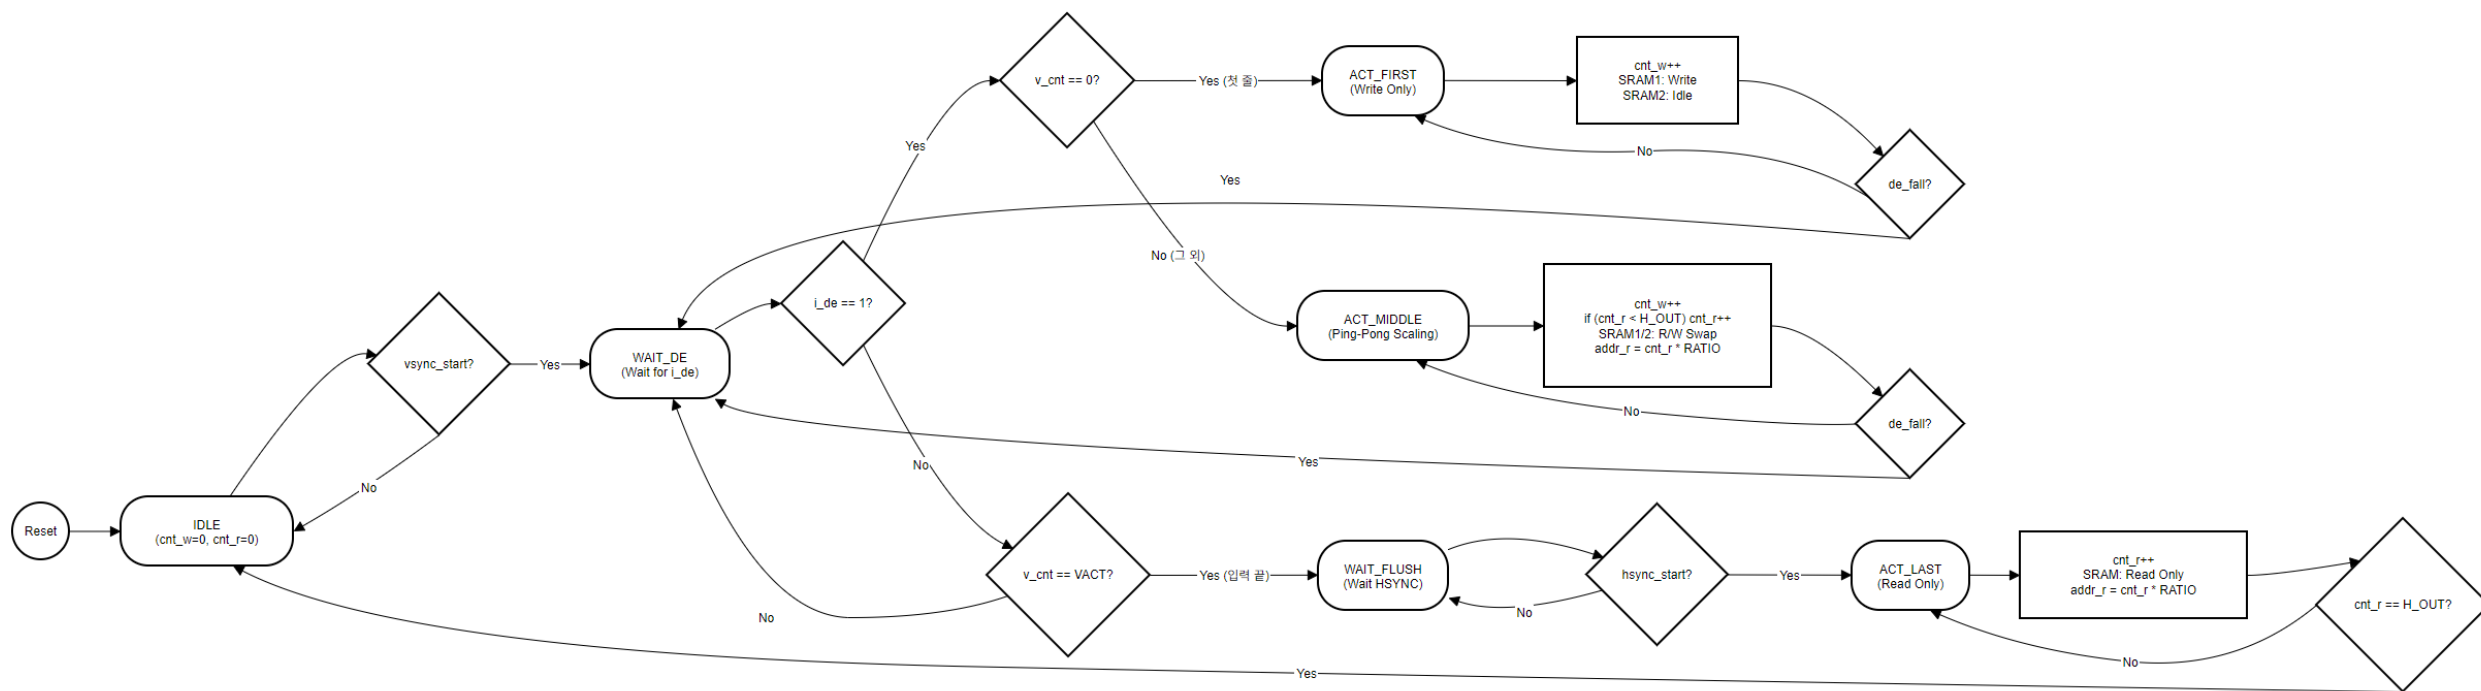 v_cnt == 0?
Yes (첫 줄)
ACT_FIRST
(Write Only)
cnt_w++
SRAM1: Write
SRAM2: Idle
Yes
No
de_fall?
Yes
No (그 외)
i_de == 1?
ACT_MIDDLE
(Ping-Pong Scaling)
cnt_w++
if (cnt_r < H_OUT) cnt_r++
SRAM1/2: R/W Swap
addr_r = cnt_r * RATIO
vsync_start?
Yes
WAIT_DE
(Wait for i_de)
No
de_fall?
No
Yes
No
Reset
IDLE
(cnt_w=0, cnt_r=0)
v_cnt == VACT?
Yes (입력 끝)
WAIT_FLUSH
(Wait HSYNC)
hsync_start?
Yes
ACT_LAST
(Read Only)
cnt_r++
SRAM: Read Only
addr_r = cnt_r * RATIO
cnt_r == H_OUT?
No
No
No
Yes